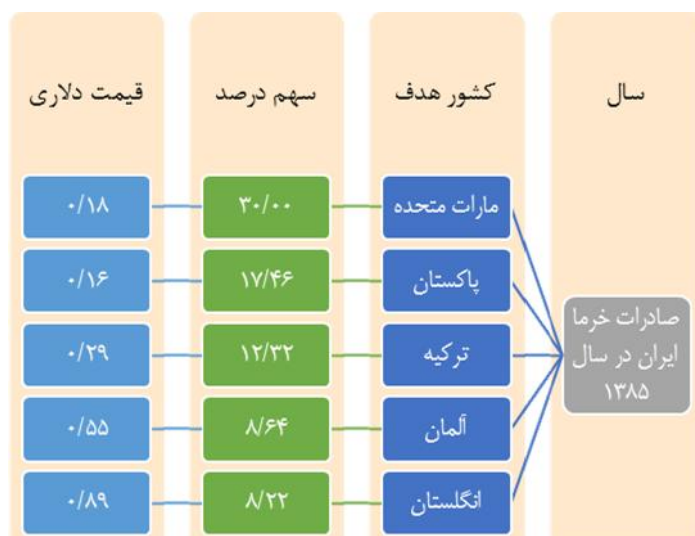 سال
کشور هدف
سهم درصد
قیمت دلاری
صادرات خرما
ایران در سال
۱۳۸۵
مارات متحده
۳۰/۰۰
۰/۱۸
پاکستان
۱۷/۴۶
۰/۱۶
ترکیه
۱۲/۳۲
۰/۲۹
آلمان
۸/۶۴
۰/۵۵
انگلستان
۸/۲۲
۰/۸۹